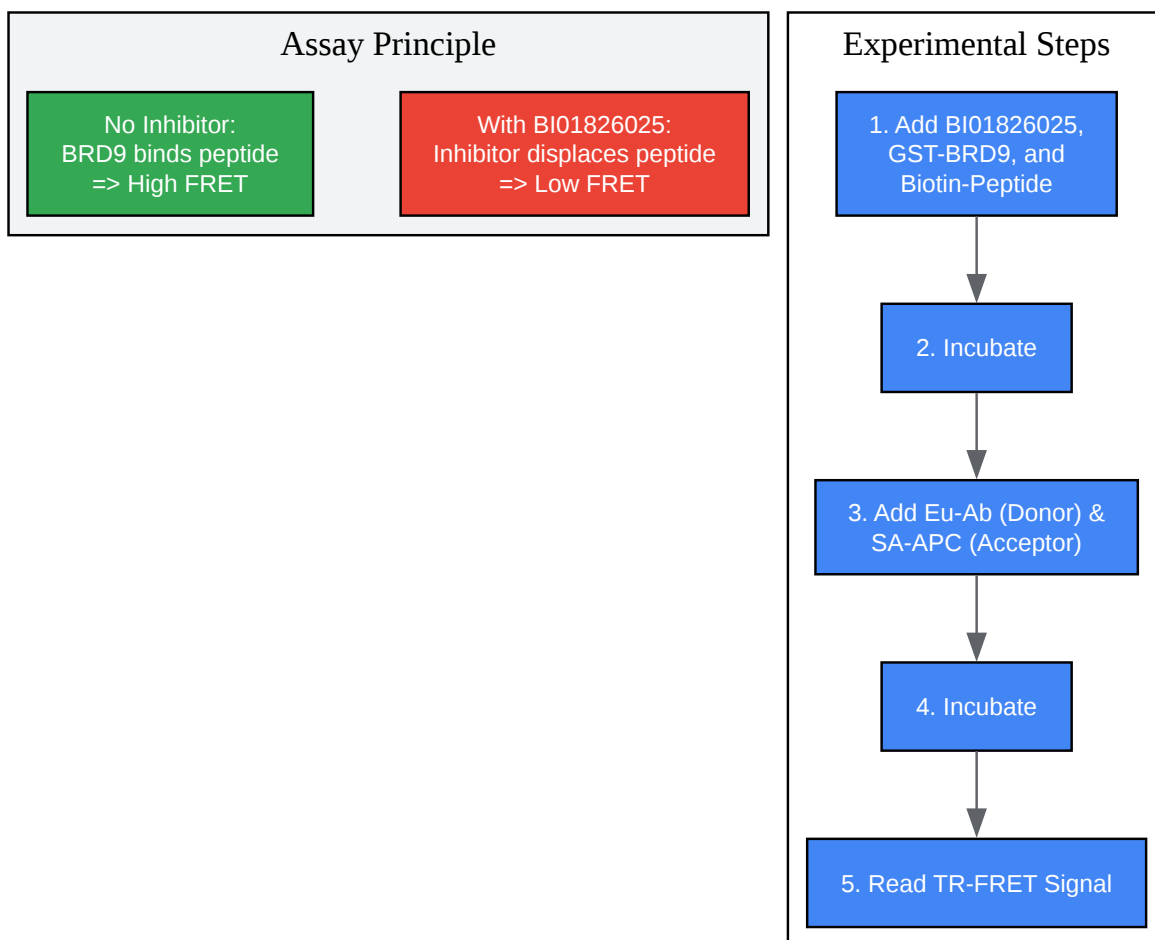 Assay Principle
No Inhibitor:
BRD9 binds peptide
=> High FRET
With BI01826025:
Inhibitor displaces peptide
=> Low FRET
Experimental Steps
1. Add BI01826025,
GST-BRD9, and
Biotin-Peptide
2. Incubate
3. Add Eu-Ab (Donor) &
SA-APC (Acceptor)
4. Incubate
5. Read TR-FRET Signal